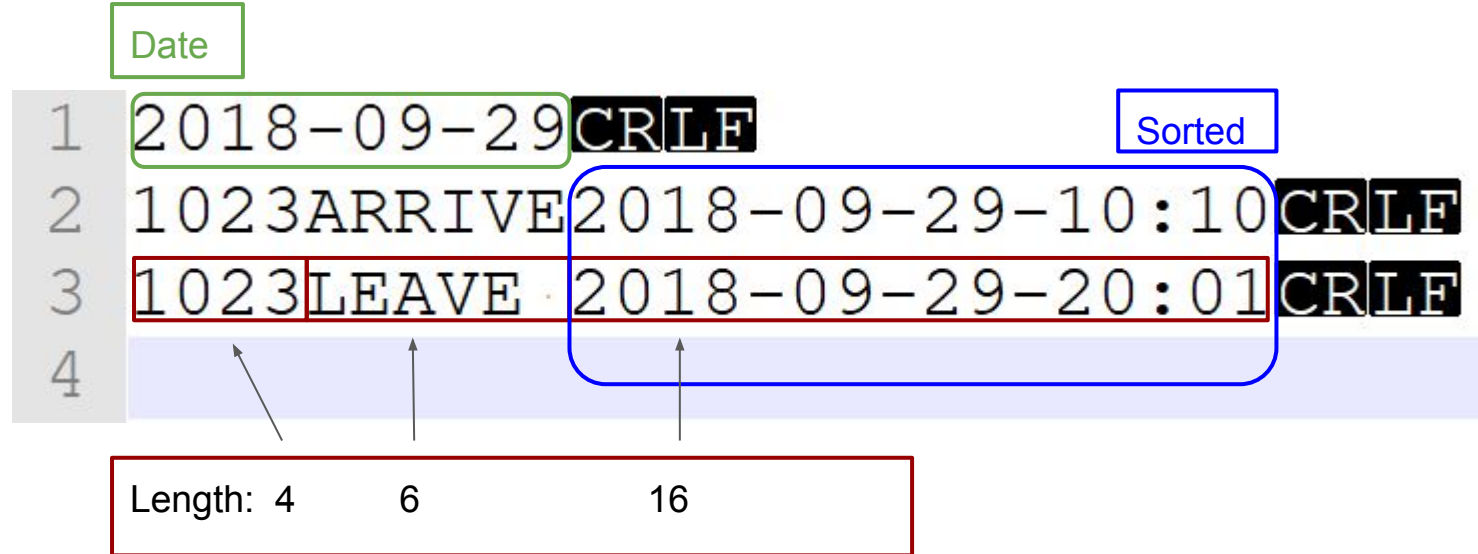 Date
1 2018-09-29CRLF
Sorted
2 1023ARRIVE2018-09-29-10:10CRLF
3 1023LEAVE·2018-09-29-20:01CRLF
4
Length: 4 6 16